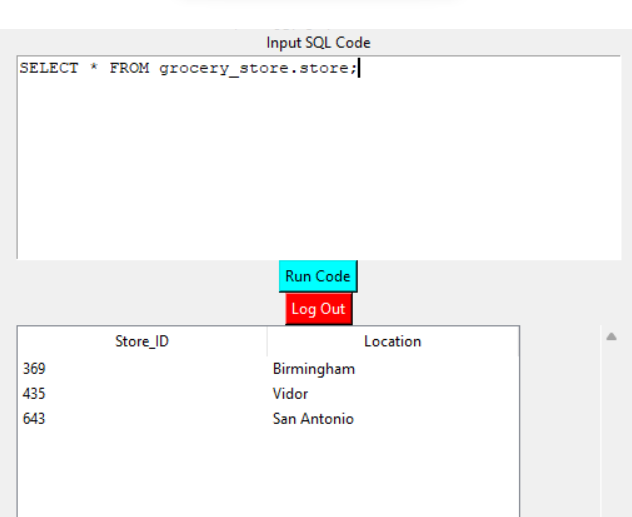 Input SQL Code
SELECT * FROM grocery_store.store;
Run Code
Log Out
Store_ID Location
369 Birmingham
435 Vidor
643 San Antonio